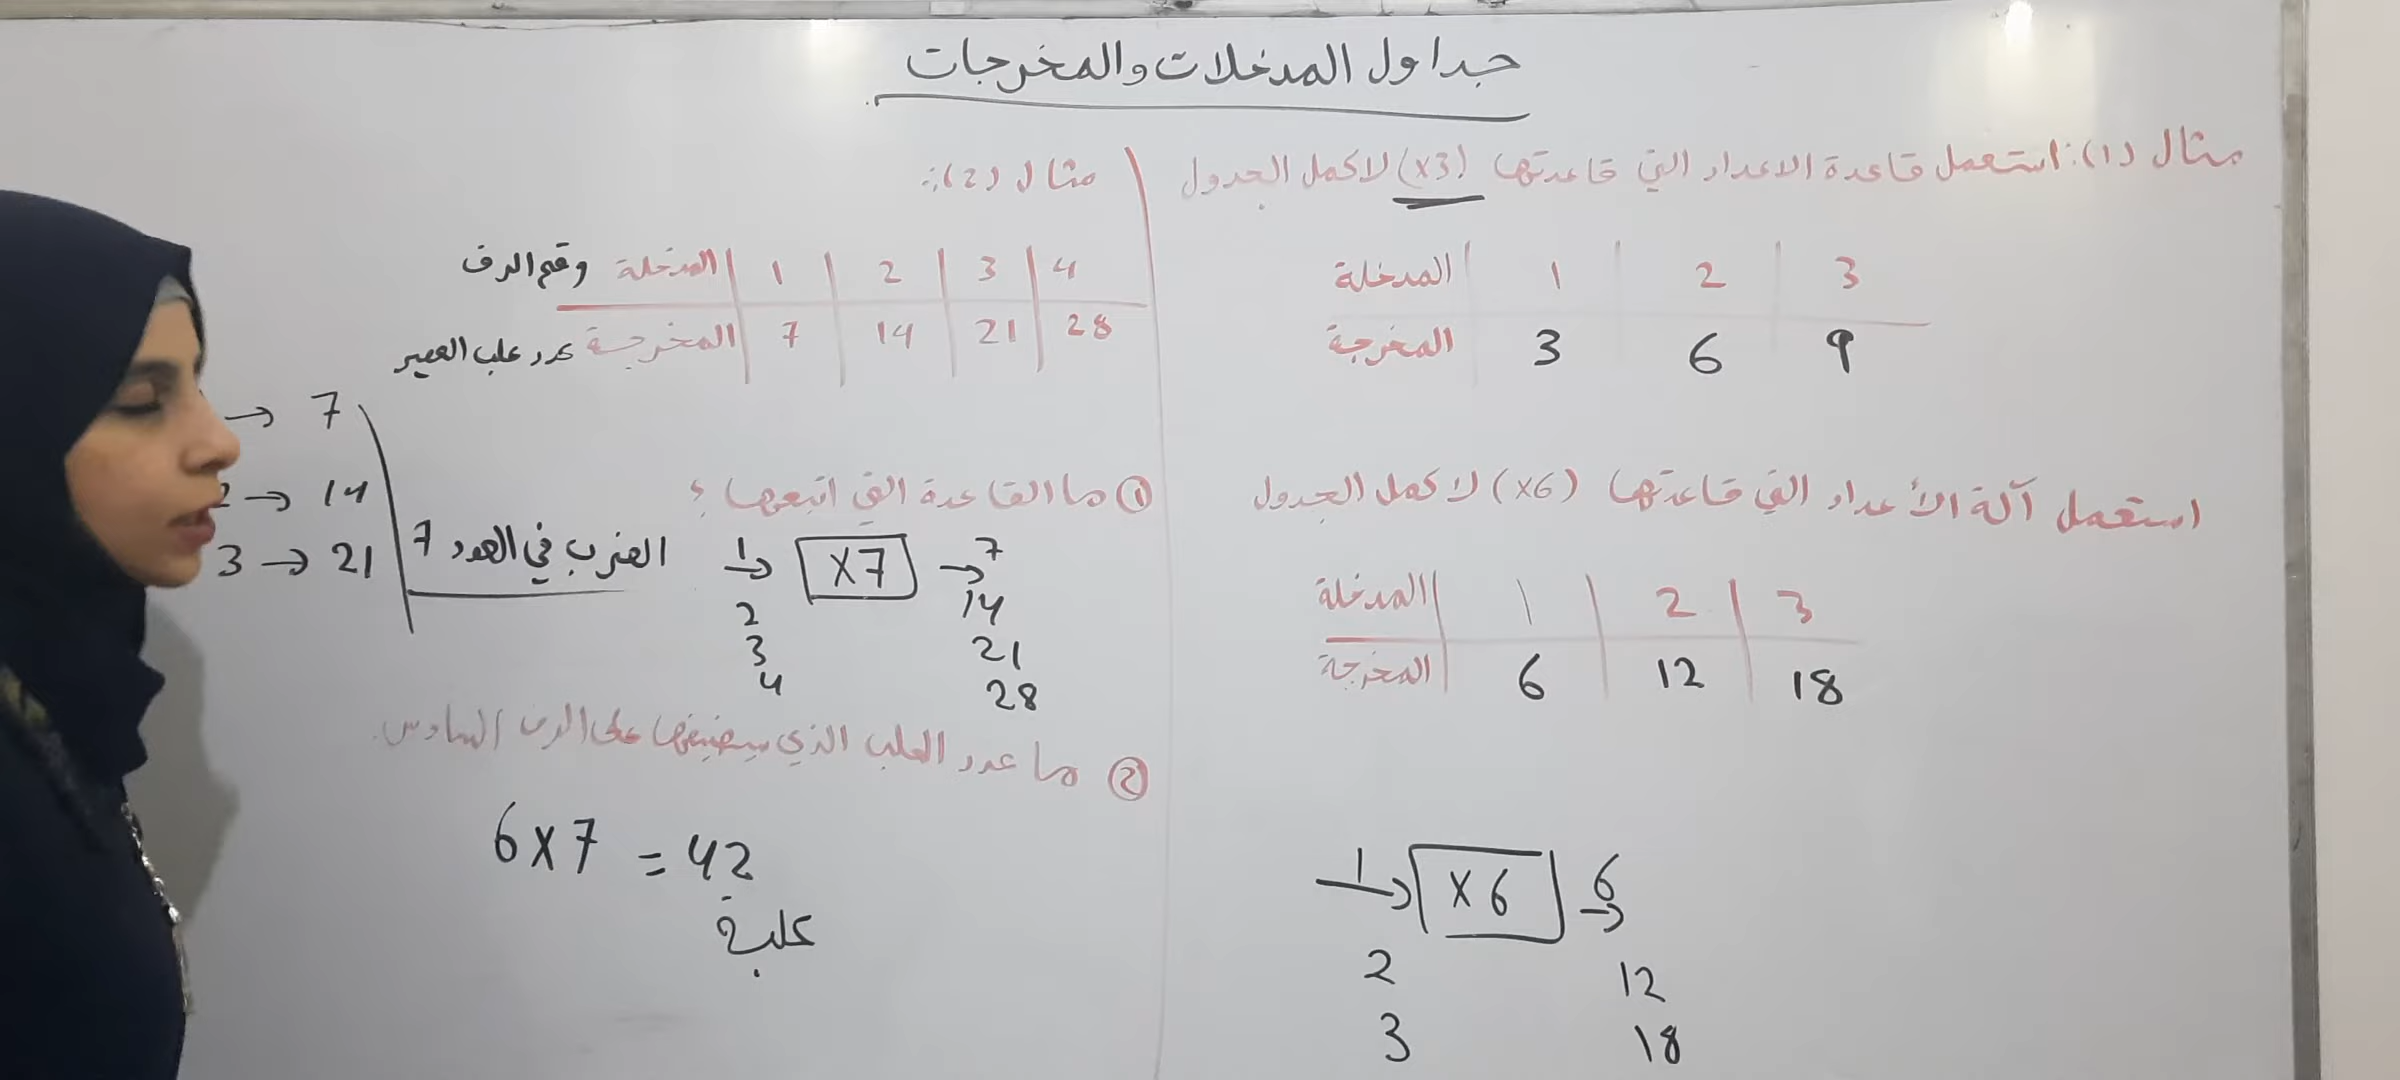 جداول المدخلات والمخرجات
مثال (1): استعمل قاعدة الاعداد التي قاعدتها (x3) لاكمل الجدول
المدخلة 1 2 3
المخرجة 3 6 9
استعمل آلة الأعداد التي قاعدتها (x6) لاكمل الجدول
المدخلة 1 2 3
المخرجة 6 12 18
1 → x 6 → 6
2 12
3 18
مثال (2):
رقم الرف المدخلة 1 2 3 4
عدد علب العصير المخرجة 7 14 21 28
① ما القاعدة التي اتبعها ؟
1 → x7 → 7
2 14
3 21
4 28
→ 7
2 → 14
3 → 21
الضرب في العدد 7
② ما عدد العلب الذي سيضيفها على الرف السادس.
6 x 7 = 42
علبة